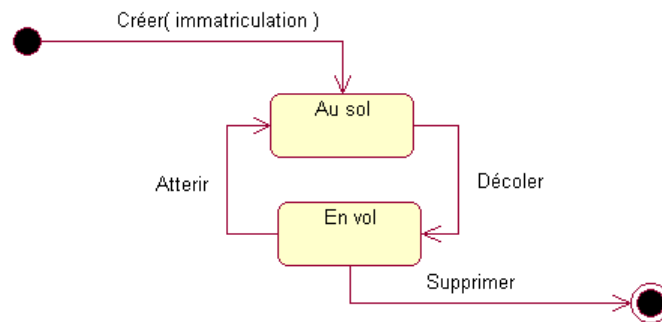 Créer( immatriculation )
Au sol
Atterir
Décoler
En vol
Supprimer